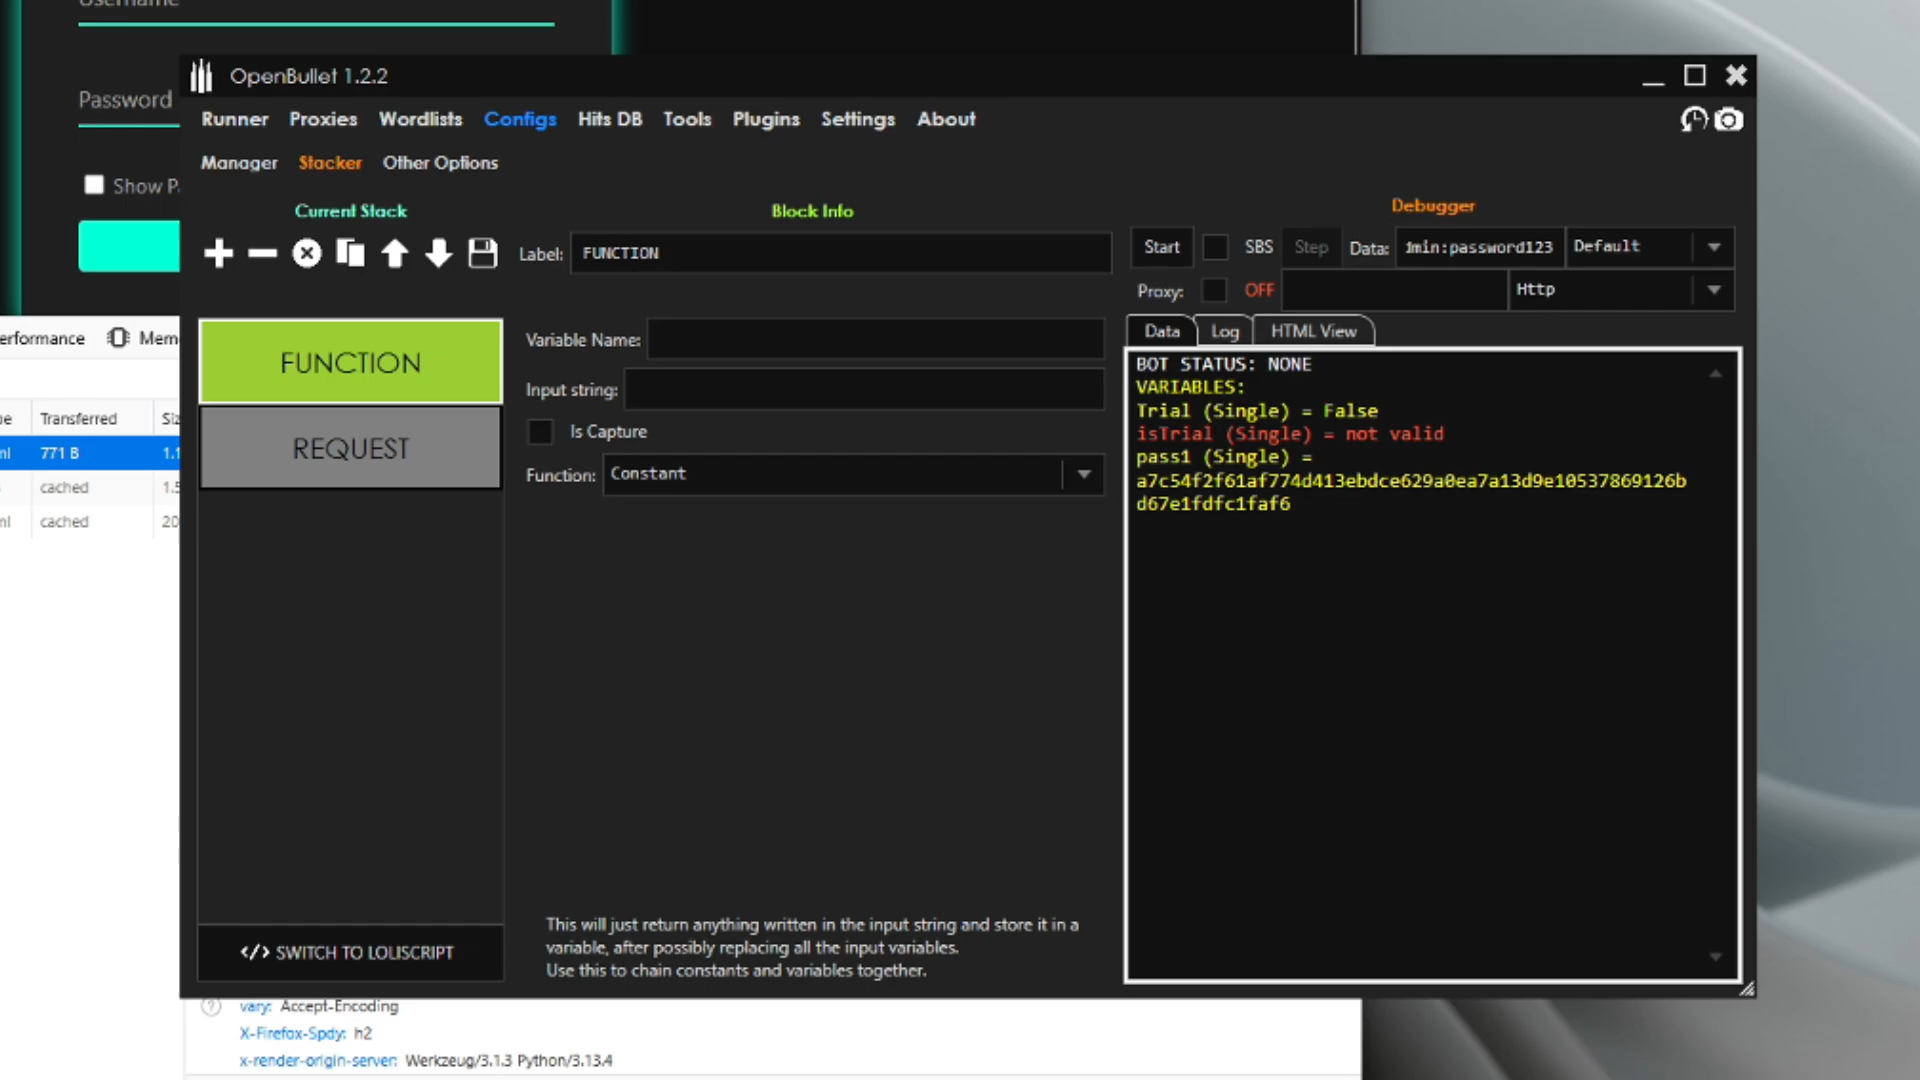 Username
Password
Show P
OpenBullet 1.2.2
Runner Proxies Wordlists Configs Hits DB Tools Plugins Settings About
Manager Stacker Other Options
Current Stack
Block Info
Debugger
Label: FUNCTION
Start SBS Step Data: min:password123 Default
Proxy: OFF Http
FUNCTION
REQUEST
Variable Name:
Input string:
Is Capture
Function: Constant
Data Log HTML View
BOT STATUS: NONE
VARIABLES:
Trial (Single) = False
isTrial (Single) = not valid
pass1 (Single) =
a7c54f2f61af774d413ebdce629a0ea7a13d9e10537869126b
d67e1fdfc1faf6
erformance Mem
Transferred Siz
771 B 1.1
cached 1.5
cached 20
</> SWITCH TO LOLISCRIPT
This will just return anything written in the input string and store it in a
variable, after possibly replacing all the input variables.
Use this to chain constants and variables together.
vary: Accept-Encoding
X-Firefox-Spdy: h2
x-render-origin-server: Werkzeug/3.1.3 Python/3.13.4